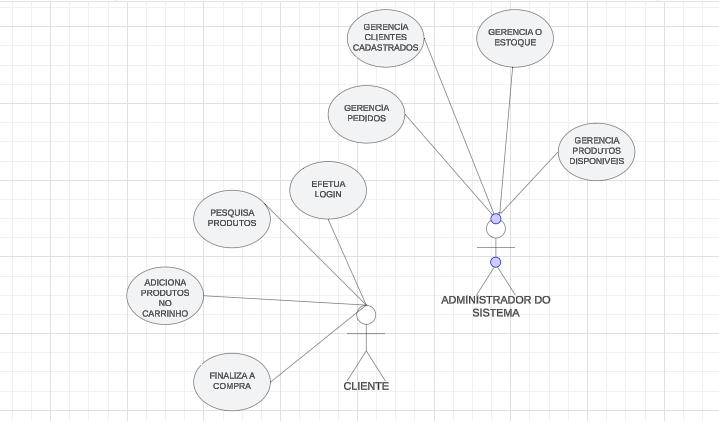 GERENCIA
CLIENTES
CADASTRADOS
GERENCIA O
ESTOQUE
GERENCIA
PEDIDOS
GERENCIA
PRODUTOS
DISPONIVEIS
EFETUA
LOGIN
PESQUISA
PRODUTOS
ADICIONA
PRODUTOS
NO
CARRINHO
ADMINISTRADOR DO
SISTEMA
FINALIZA A
COMPRA
CLIENTE